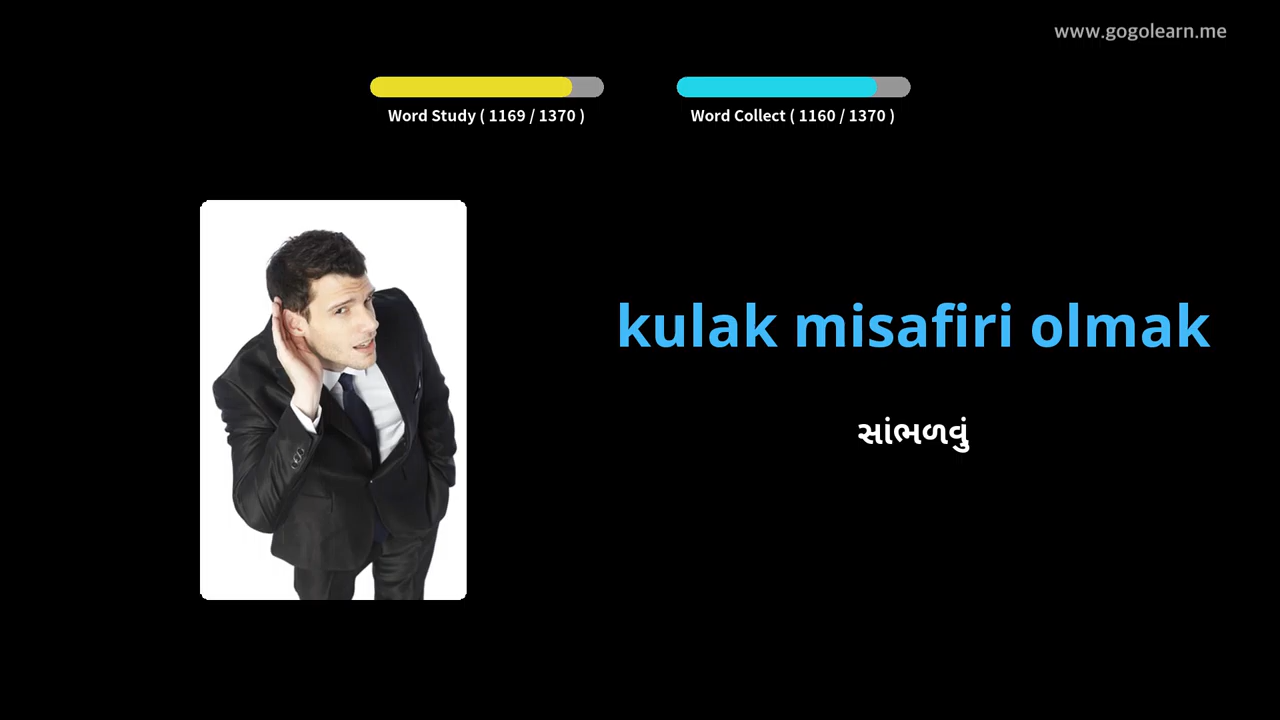 www.gogolearn.me
Word Study ( 1169 / 1370 )
Word Collect ( 1160 / 1370 )
kulak misafiri olmak
સાંભળવું